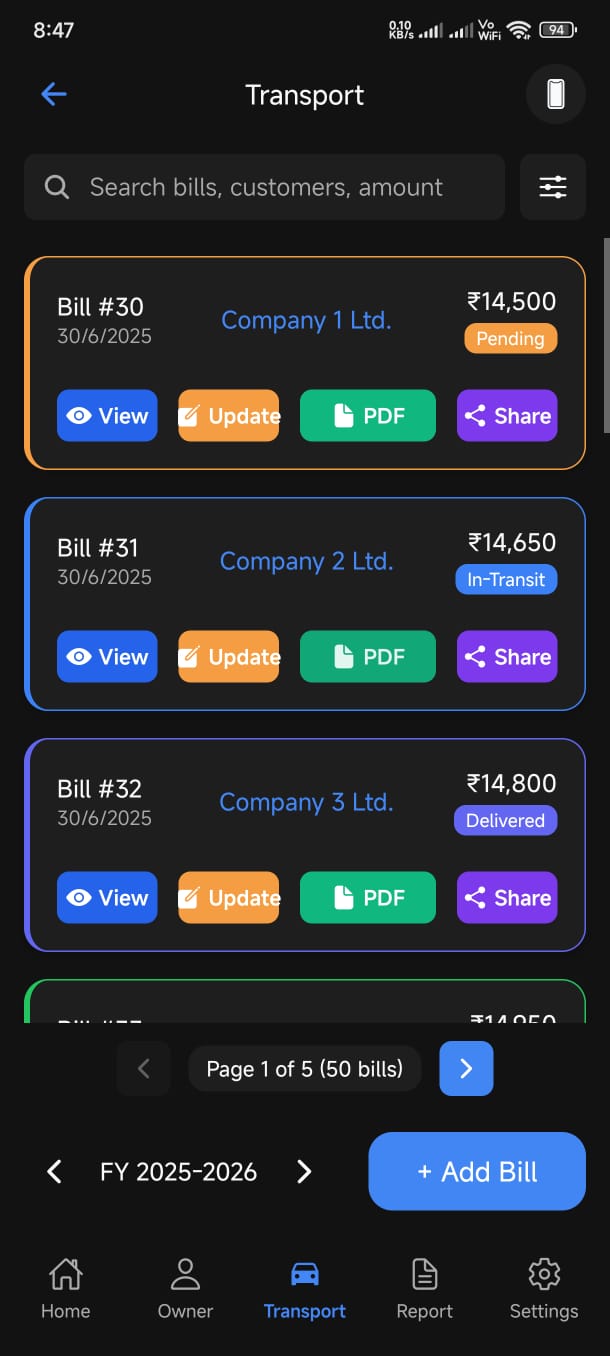 8:47
0.10 KB/s Vo WiFi 94
Transport
Search bills, customers, amount
Bill #30
30/6/2025
Company 1 Ltd.
₹14,500
Pending
View Update PDF Share
Bill #31
30/6/2025
Company 2 Ltd.
₹14,650
In-Transit
View Update PDF Share
Bill #32
30/6/2025
Company 3 Ltd.
₹14,800
Delivered
View Update PDF Share
₹14,950
Page 1 of 5 (50 bills)
FY 2025-2026
+ Add Bill
Home Owner Transport Report Settings